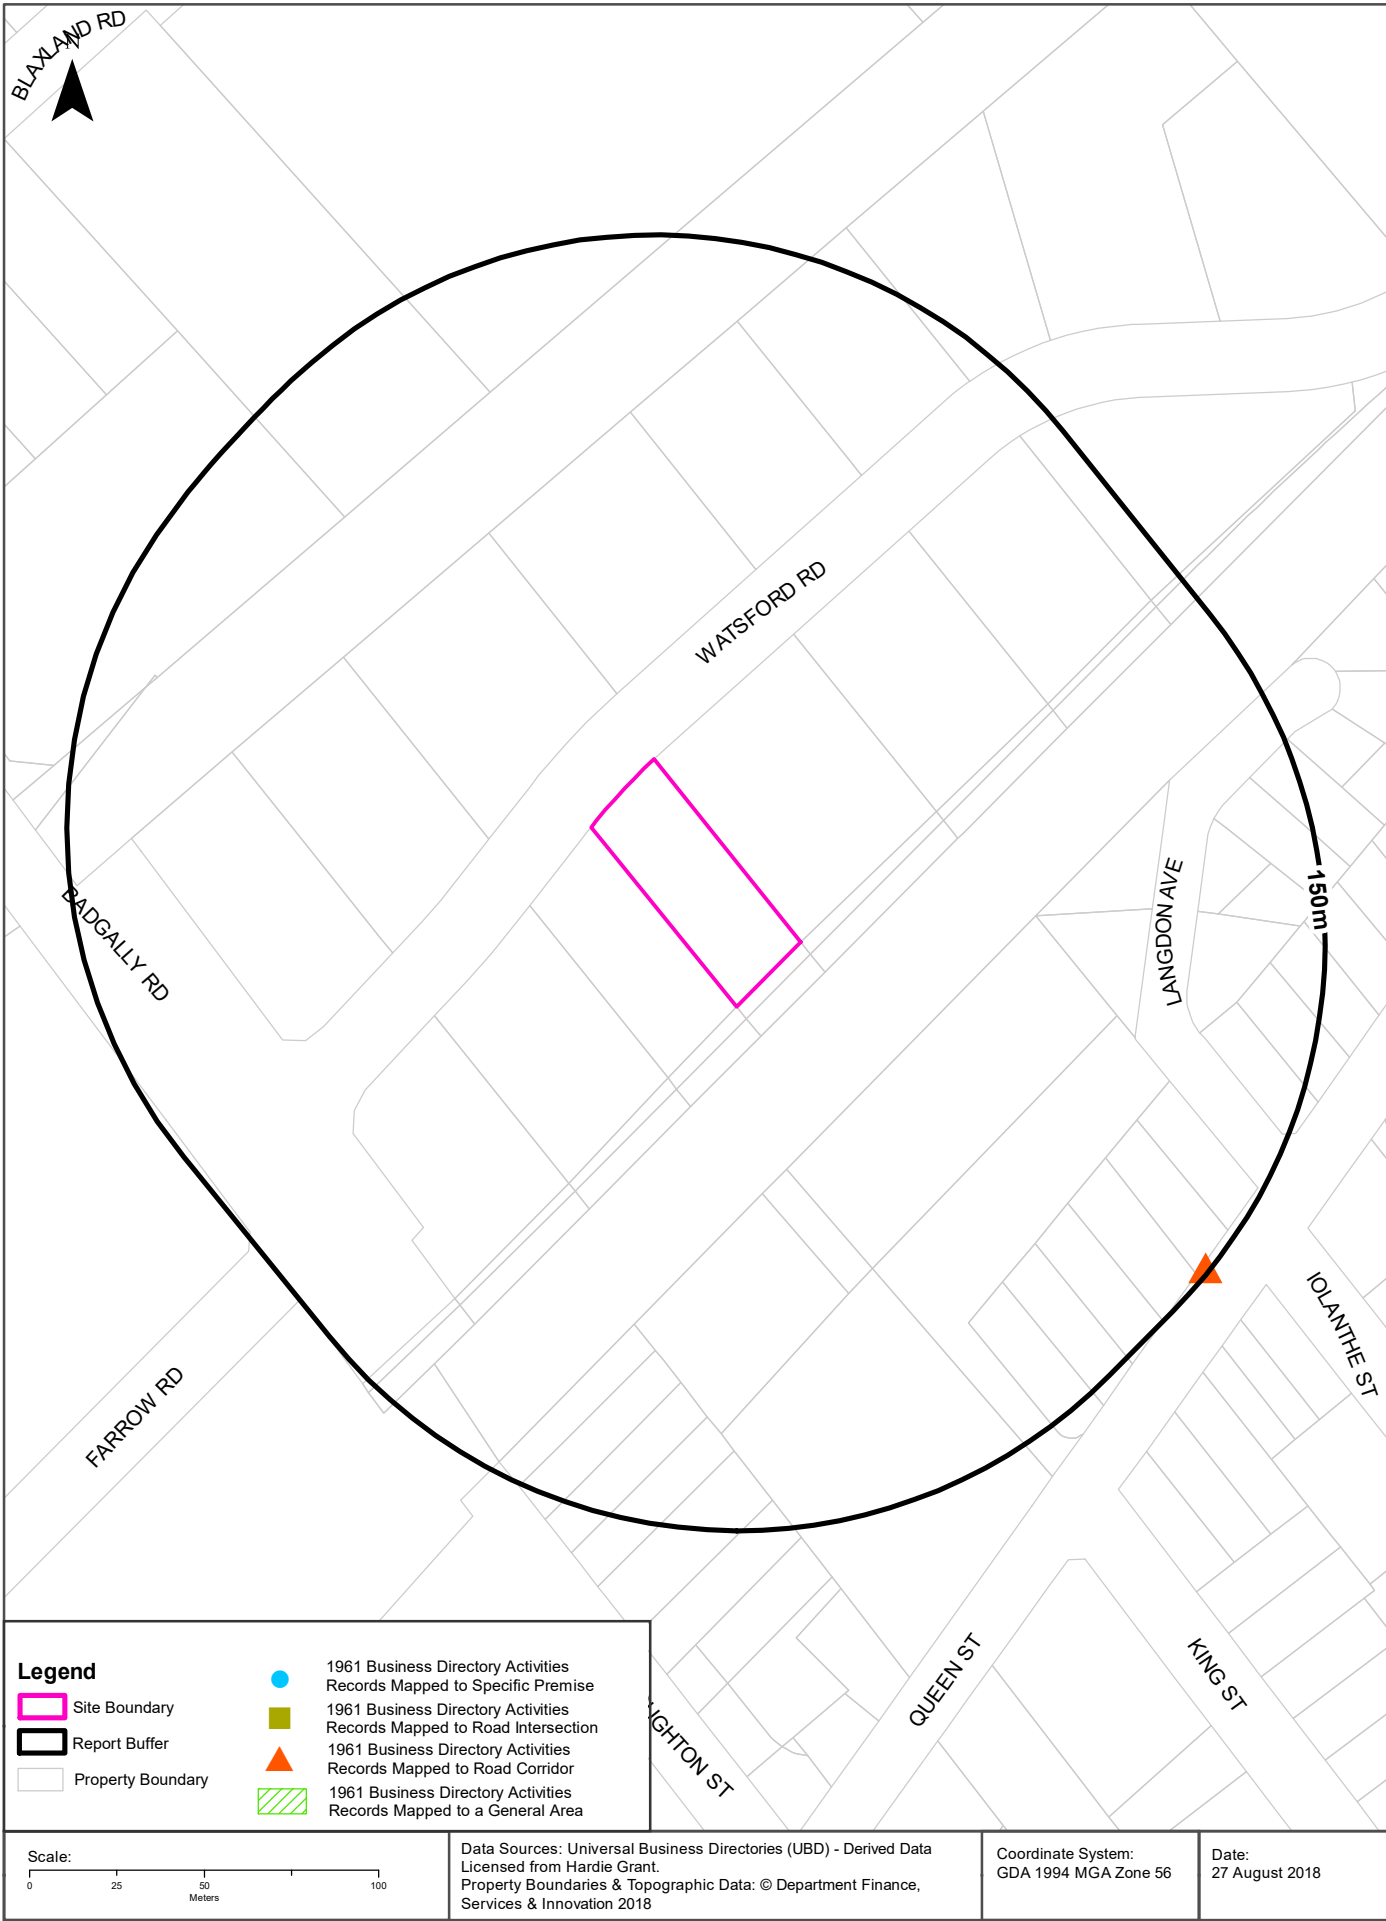 BLAXLAND RD
N
WATSFORD RD
BADGALLY RD
LANGDON AVE
150m
IOLANTHE ST
FARROW RD
QUEEN ST
KING ST
IGHTON ST
Legend
Site Boundary
Report Buffer
Property Boundary
1961 Business Directory Activities
Records Mapped to Specific Premise
1961 Business Directory Activities
Records Mapped to Road Intersection
1961 Business Directory Activities
Records Mapped to Road Corridor
1961 Business Directory Activities
Records Mapped to a General Area
Scale:
0 25 50 100
Meters
Data Sources: Universal Business Directories (UBD) - Derived Data
Licensed from Hardie Grant.
Property Boundaries & Topographic Data: © Department Finance,
Services & Innovation 2018
Coordinate System:
GDA 1994 MGA Zone 56
Date:
27 August 2018